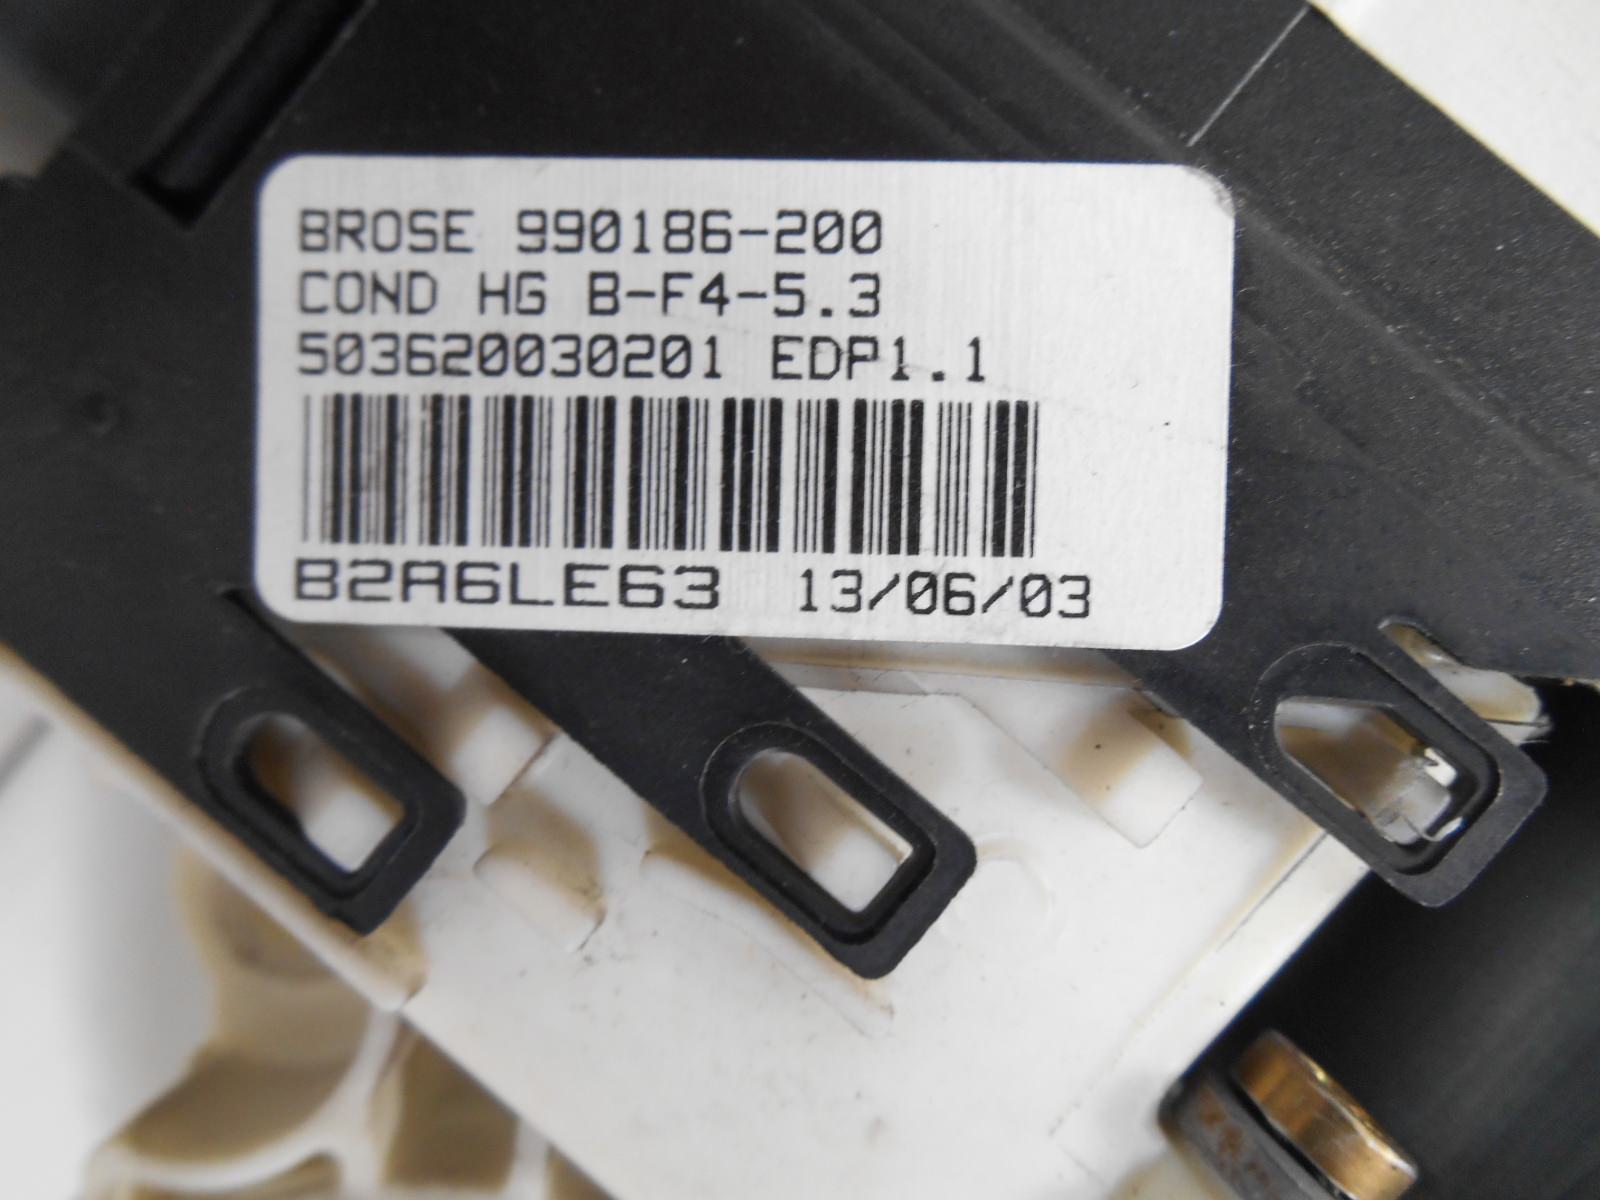 BROSE 990186-200
COND HG B-F4-5.3
503620030201 EDP1.1
B2A6LE63 13/06/03